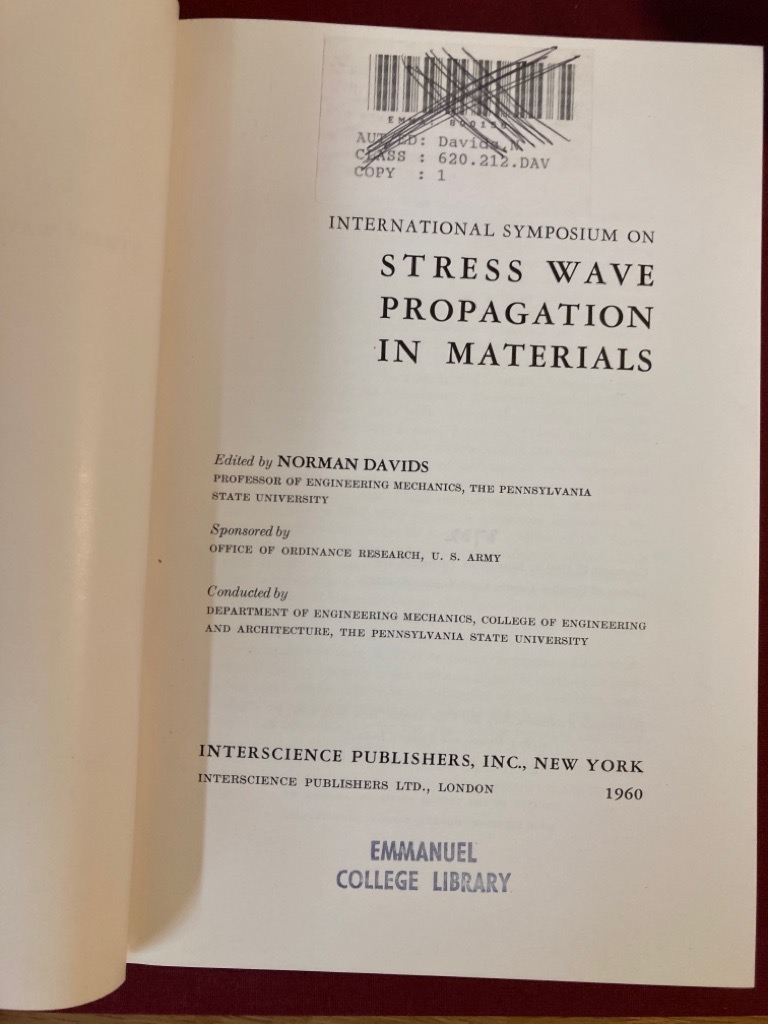 AUT ED: Davids, N
CLASS : 620.212.DAV
COPY : 1
INTERNATIONAL SYMPOSIUM ON
STRESS WAVE
PROPAGATION
IN MATERIALS
Edited by NORMAN DAVIDS
PROFESSOR OF ENGINEERING MECHANICS, THE PENNSYLVANIA
STATE UNIVERSITY
Sponsored by
OFFICE OF ORDINANCE RESEARCH, U. S. ARMY
Conducted by
DEPARTMENT OF ENGINEERING MECHANICS, COLLEGE OF ENGINEERING
AND ARCHITECTURE, THE PENNSYLVANIA STATE UNIVERSITY
INTERSCIENCE PUBLISHERS, INC., NEW YORK
INTERSCIENCE PUBLISHERS LTD., LONDON 1960
EMMANUEL
COLLEGE LIBRARY